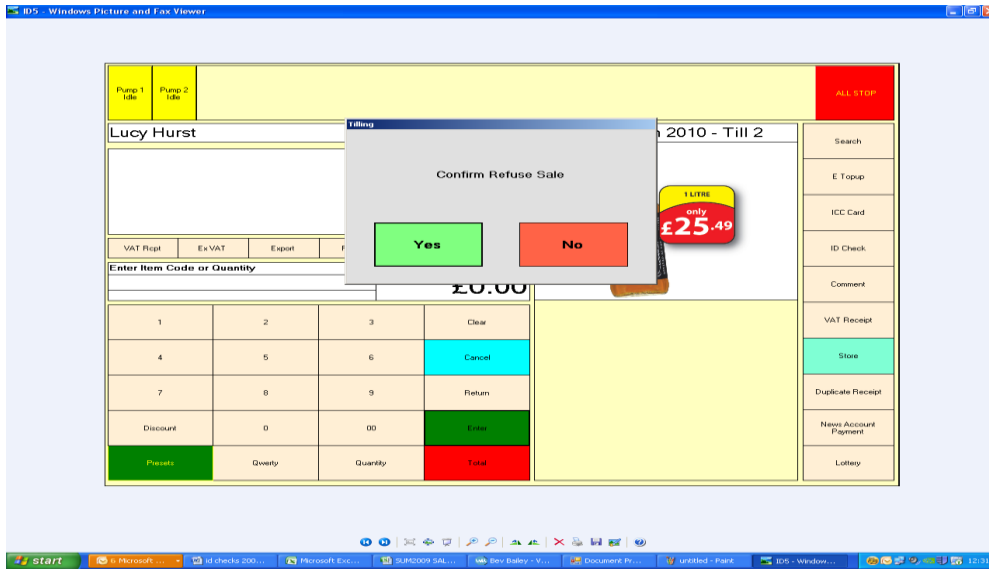 ID5 - Windows Picture and Fax Viewer
Pump 1
Idle
Pump 2
Idle
ALL STOP
Lucy Hurst
2010 - Till 2
Tilling
Confirm Refuse Sale
Yes
No
1 LITRE
only
£25.49
VAT Rcpt
Ex VAT
Export
Enter Item Code or Quantity
£0.00
1
2
3
Clear
4
5
6
Cancel
7
8
9
Return
Discount
0
00
Enter
Presets
Qwerty
Quantity
Total
Search
E Topup
ICC Card
ID Check
Comment
VAT Receipt
Store
Duplicate Receipt
News Account
Payment
Lottery
start
6 Microsoft ...
id checks 200...
Microsoft Exc...
SUM2009 SAL...
Bev Bailey - V...
Document Pr...
untitled - Paint
ID5 - Window...
12:31